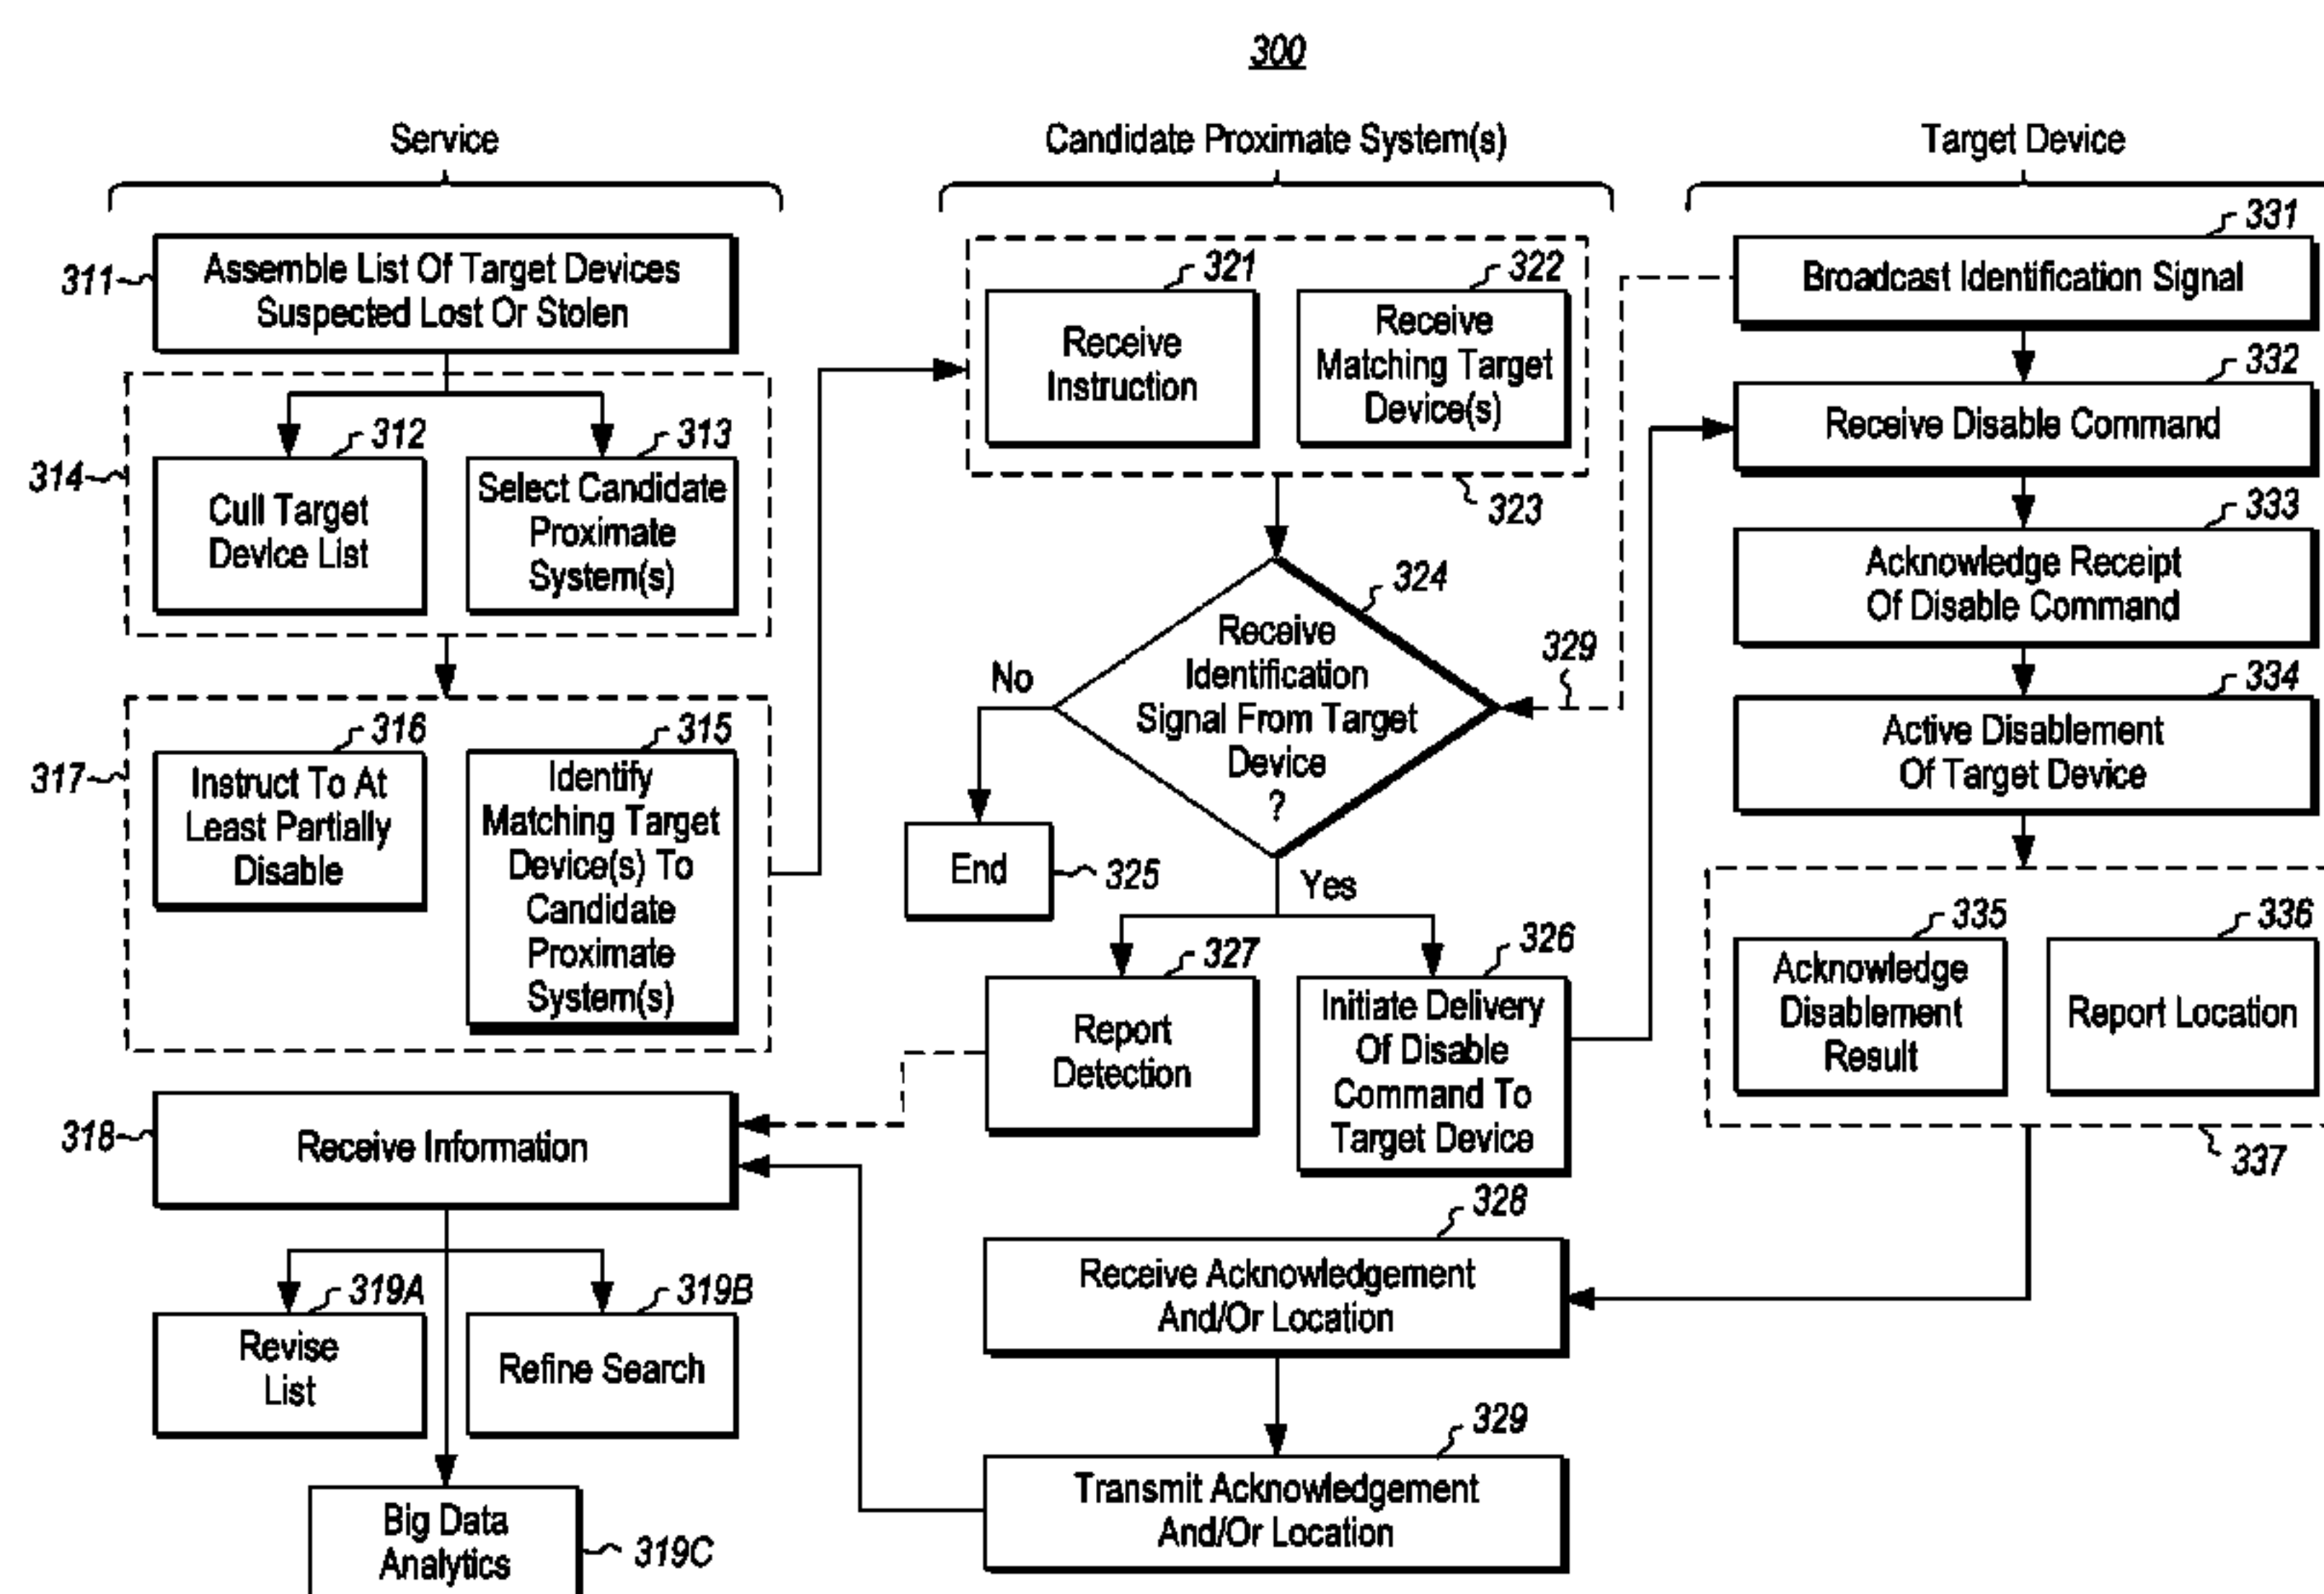 300
Service
Candidate Proximate System(s)
Target Device
311
Assemble List Of Target Devices
Suspected Lost Or Stolen
314
312
Cull Target
Device List
313
Select Candidate
Proximate
System(s)
317
316
Instruct To At
Least Partially
Disable
315
Identify
Matching Target
Device(s) To
Candidate
Proximate
System(s)
318
Receive Information
319A
Revise
List
319B
Refine Search
Big Data
Analytics
319C
321
Receive
Instruction
322
Receive
Matching Target
Device(s)
323
324
Receive
Identification
Signal From Target
Device
?
329
No
End
325
Yes
327
Report
Detection
326
Initiate Delivery
Of Disable
Command To
Target Device
328
Receive Acknowledgement
And/Or Location
329
Transmit Acknowledgement
And/Or Location
331
Broadcast Identification Signal
332
Receive Disable Command
333
Acknowledge Receipt
Of Disable Command
334
Active Disablement
Of Target Device
335
Acknowledge
Disablement
Result
336
Report Location
337